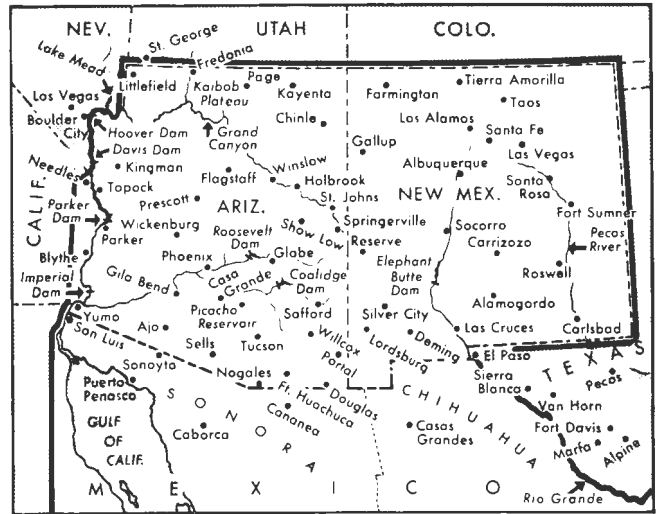 NEV. UTAH COLO.
St. George
Lake Mead
Fredonia
Littlefield
Kaibab
Plateau
Page
Kayenta
Farmington
Tierra Amarilla
Taos
Las Vegas
Boulder
City
Hoover Dam
Davis Dam
Grand
Canyon
Chinle
Gallup
Los Alamos
Santa Fe
Las Vegas
Needles
Kingman
Flagstaff
Winslow
Holbrook
Albuquerque
Santa
Rosa
Topock
Prescott
St. Johns
CALIF.
ARIZ.
NEW MEX.
Parker
Dam
Parker
Wickenburg
Roosevelt
Dam
Show Low
Springerville
Reserve
Socorro
Carrizozo
Fort Sumner
Pecos
River
Blythe
Phoenix
Globe
Elephant
Butte
Dam
Roswell
Imperial
Dam
Gila Bend
Casa
Grande
Coalidge Dam
Picacho
Reservoir
Safford
Silver City
Alamogordo
Yumo
San Luis
Ajo
Sells
Tucson
Willcox
Portal
Lordsburg
Deming
Las Cruces
Carlsbad
Sonoyta
Nogales
Ft. Huachuca
Douglas
El Paso
TEXAS
Puerto
Penasco
SONORA
Cananea
CHIHUAHUA
Sierra
Blanca
Pecos
GULF
OF
CALIF.
Caborca
Casas
Grandes
Van Horn
Fort Davis
Marfa
Alpine
MEXICO
Rio Grande